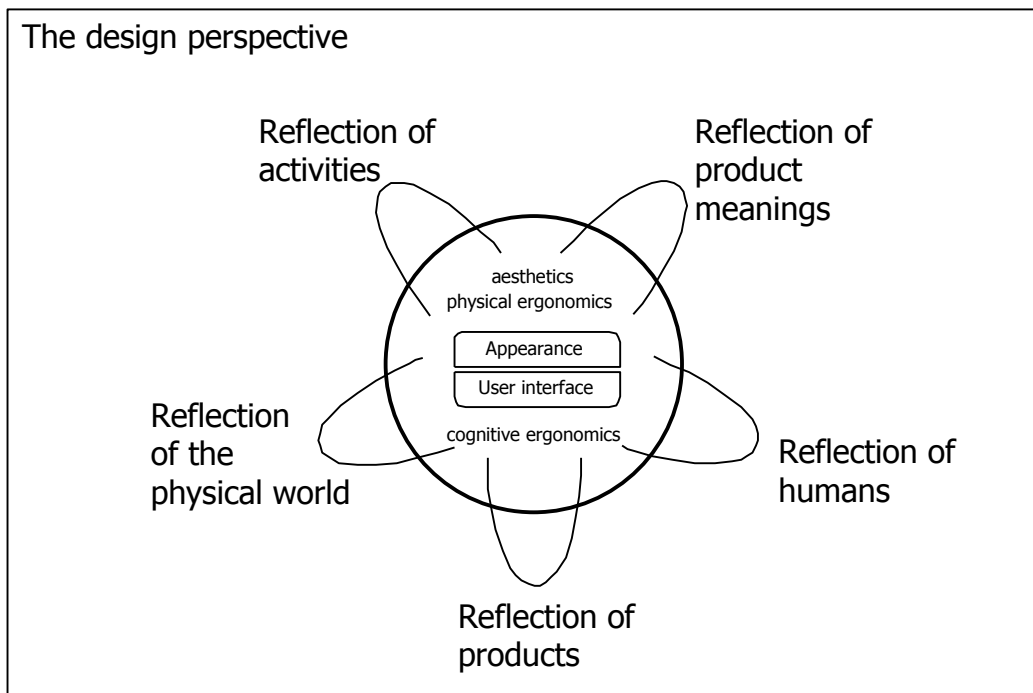 The design perspective
Reflection of
activities
Reflection of
product
meanings
aesthetics
physical ergonomics
Appearance
User interface
cognitive ergonomics
Reflection
of the
physical world
Reflection of
humans
Reflection of
products